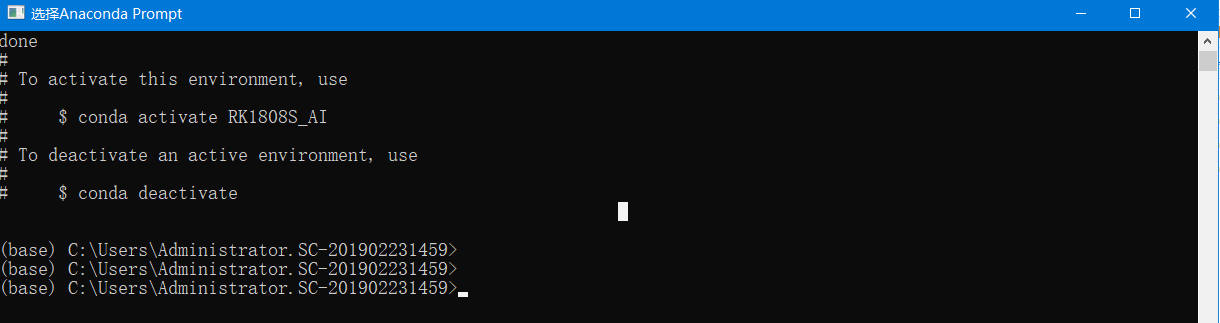 选择Anaconda Prompt
done
#
# To activate this environment, use
#
#     $ conda activate RK1808S_AI
#
# To deactivate an active environment, use
#
#     $ conda deactivate
(base) C:\Users\Administrator.SC-201902231459>
(base) C:\Users\Administrator.SC-201902231459>
(base) C:\Users\Administrator.SC-201902231459>